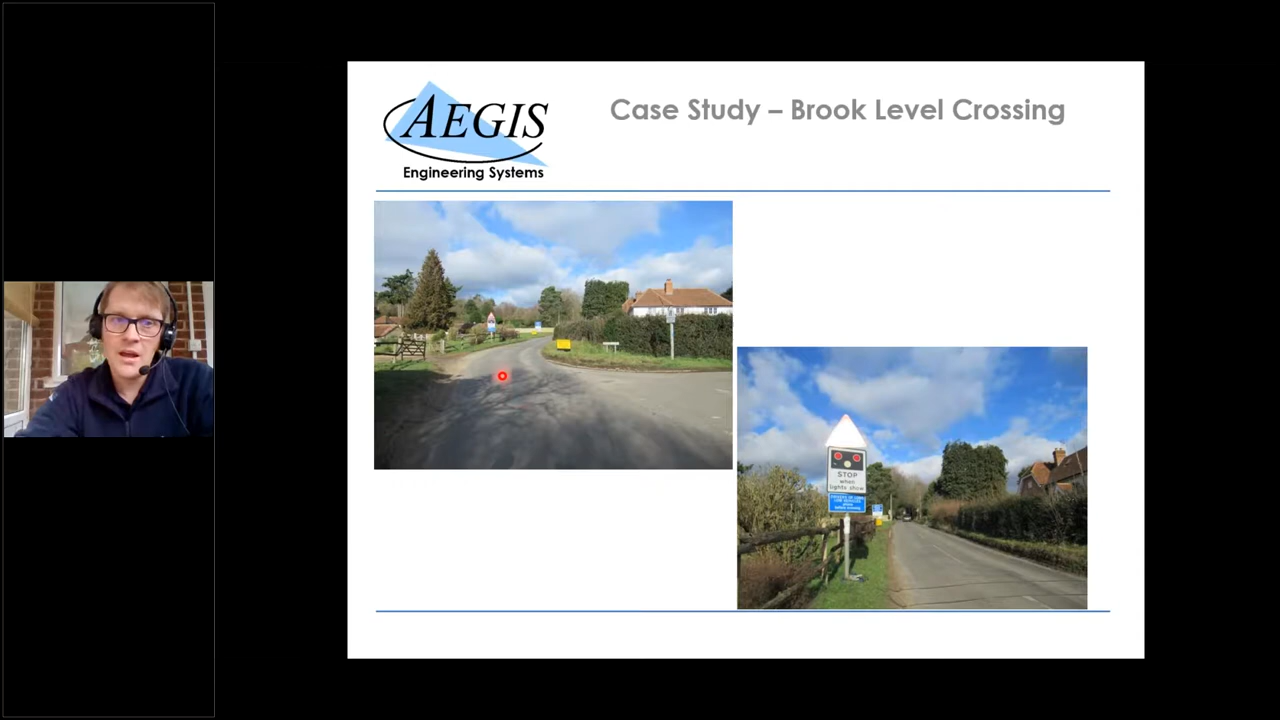 AEGIS
Engineering Systems
Case Study – Brook Level Crossing
STOP
when
lights show